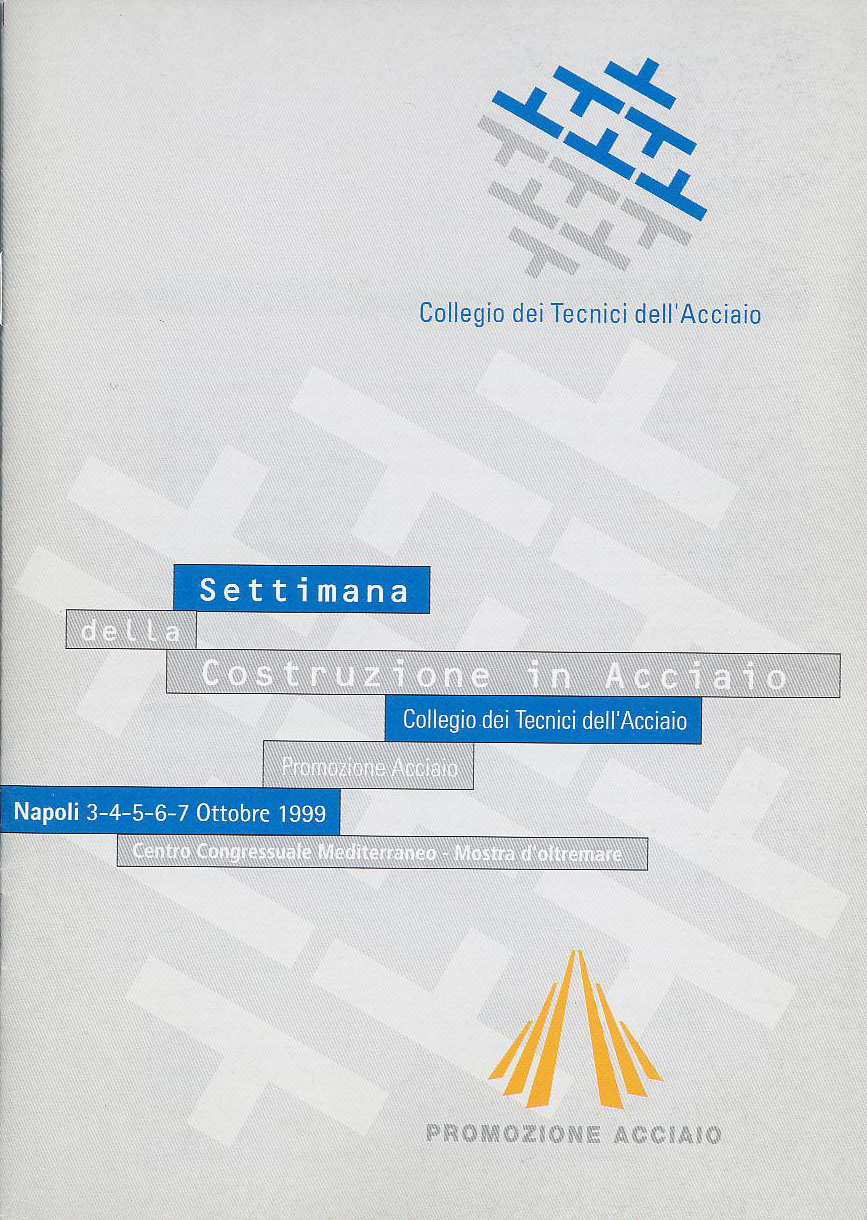 Collegio dei Tecnici dell'Acciaio
Settimana
della
Costruzione in Acciaio
Collegio dei Tecnici dell'Acciaio
Promozione Acciaio
Napoli 3-4-5-6-7 Ottobre 1999
Centro Congressuale Mediterraneo - Mostra d'oltremare
PROMOZIONE ACCIAIO